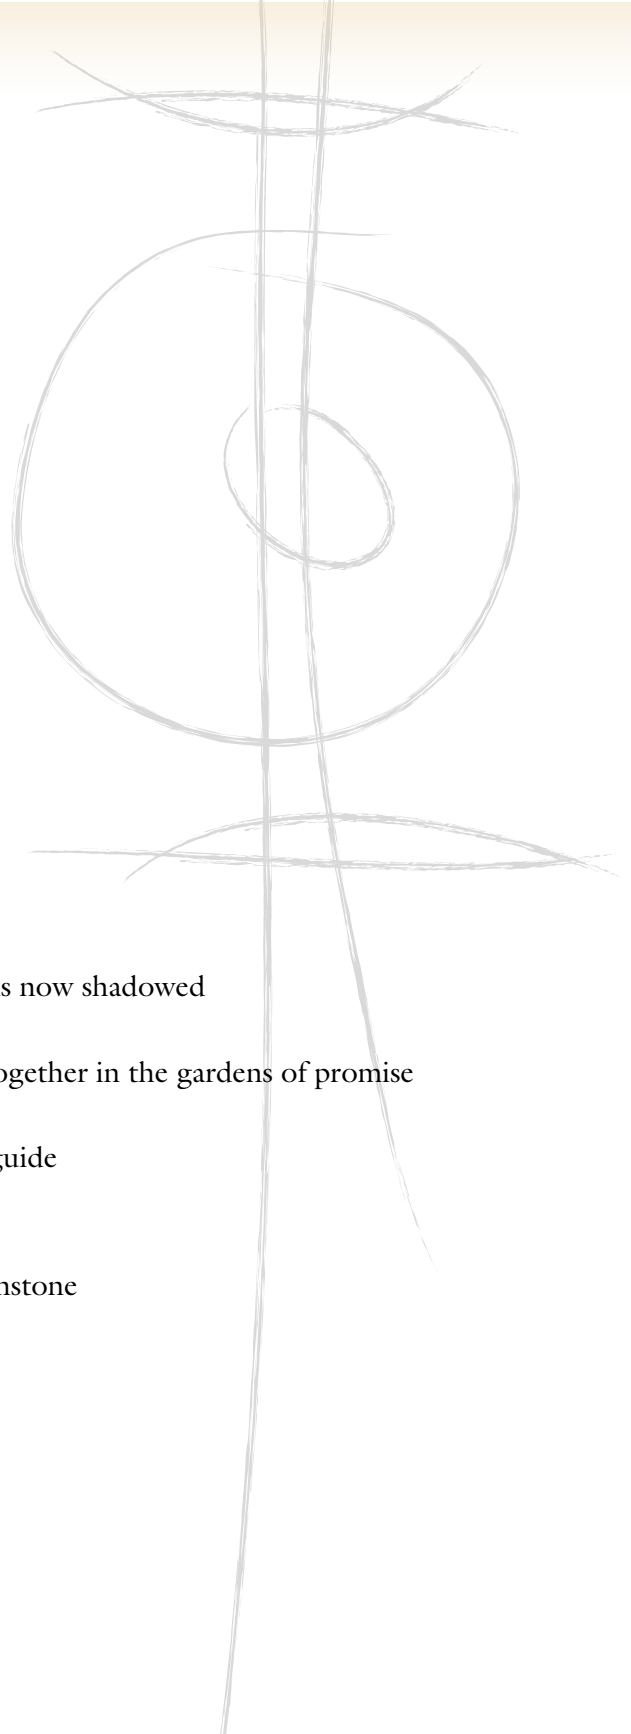 s now shadowed
ogether in the gardens of promise
guide
nstone